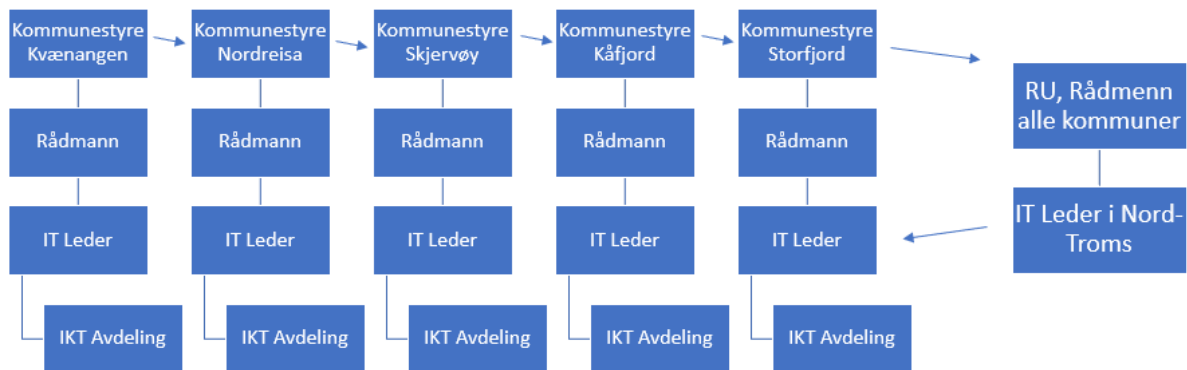 Kommunestyre
Kvænangen
Kommunestyre
Nordreisa
Kommunestyre
Skjervøy
Kommunestyre
Kåfjord
Kommunestyre
Storfjord
RU, Rådmenn
alle kommuner
Rådmann
Rådmann
Rådmann
Rådmann
Rådmann
IT Leder
IT Leder
IT Leder
IT Leder
IT Leder
IT Leder i Nord-
Troms
IKT Avdeling
IKT Avdeling
IKT Avdeling
IKT Avdeling
IKT Avdeling